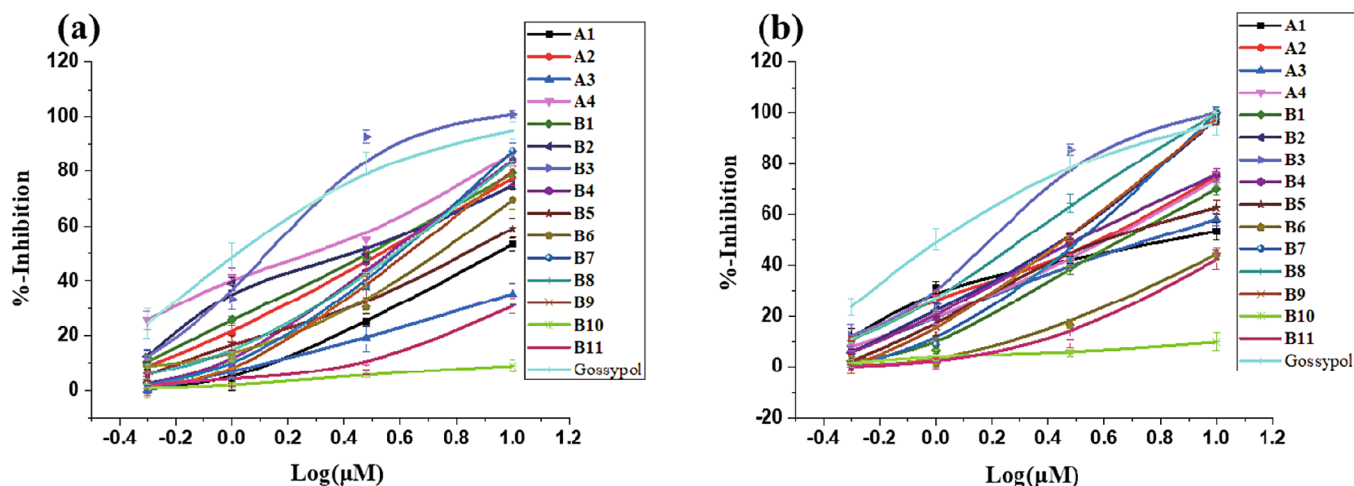 (a)
%-Inhibition
120
100
80
60
40
20
0
-0.4 -0.2 0.0 0.2 0.4 0.6 0.8 1.0 1.2
Log(µM)
A1
A2
A3
A4
B1
B2
B3
B4
B5
B6
B7
B8
B9
B10
B11
Gossypol
(b)
%-Inhibition
120
100
80
60
40
20
0
-20
-0.4 -0.2 0.0 0.2 0.4 0.6 0.8 1.0 1.2
Log(µM)
A1
A2
A3
A4
B1
B2
B3
B4
B5
B6
B7
B8
B9
B10
B11
Gossypol